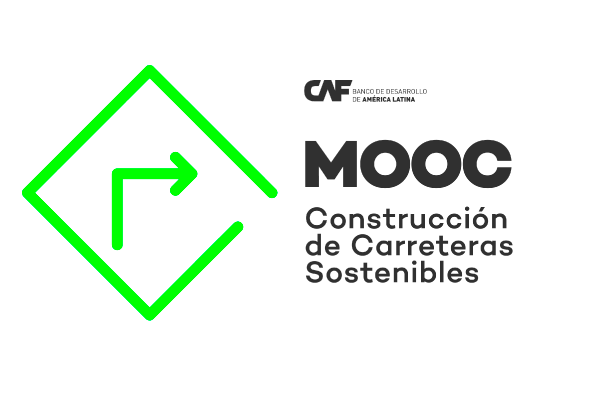 CAF BANCO DE DESARROLLO
DE AMÉRICA LATINA
MOOC
Construcción
de Carreteras
Sostenibles